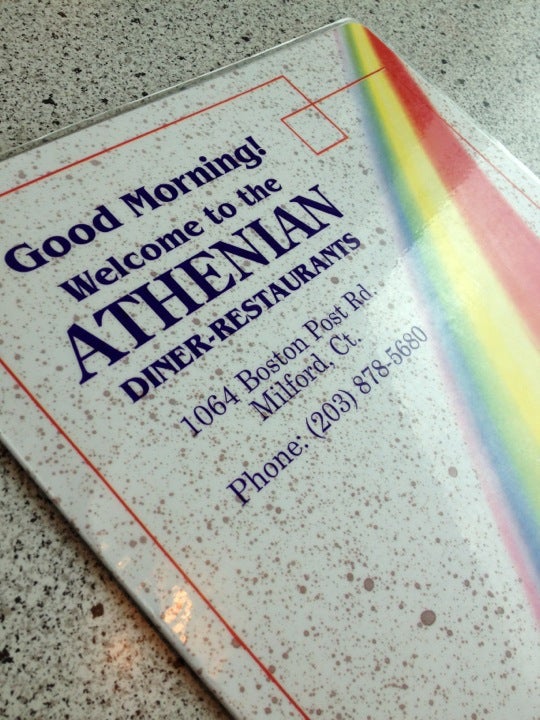 Good Morning!
Welcome to the
ATHENIAN
DINER-RESTAURANTS
1064 Boston Post Rd.
Milford, Ct.
Phone: (203) 878-5680